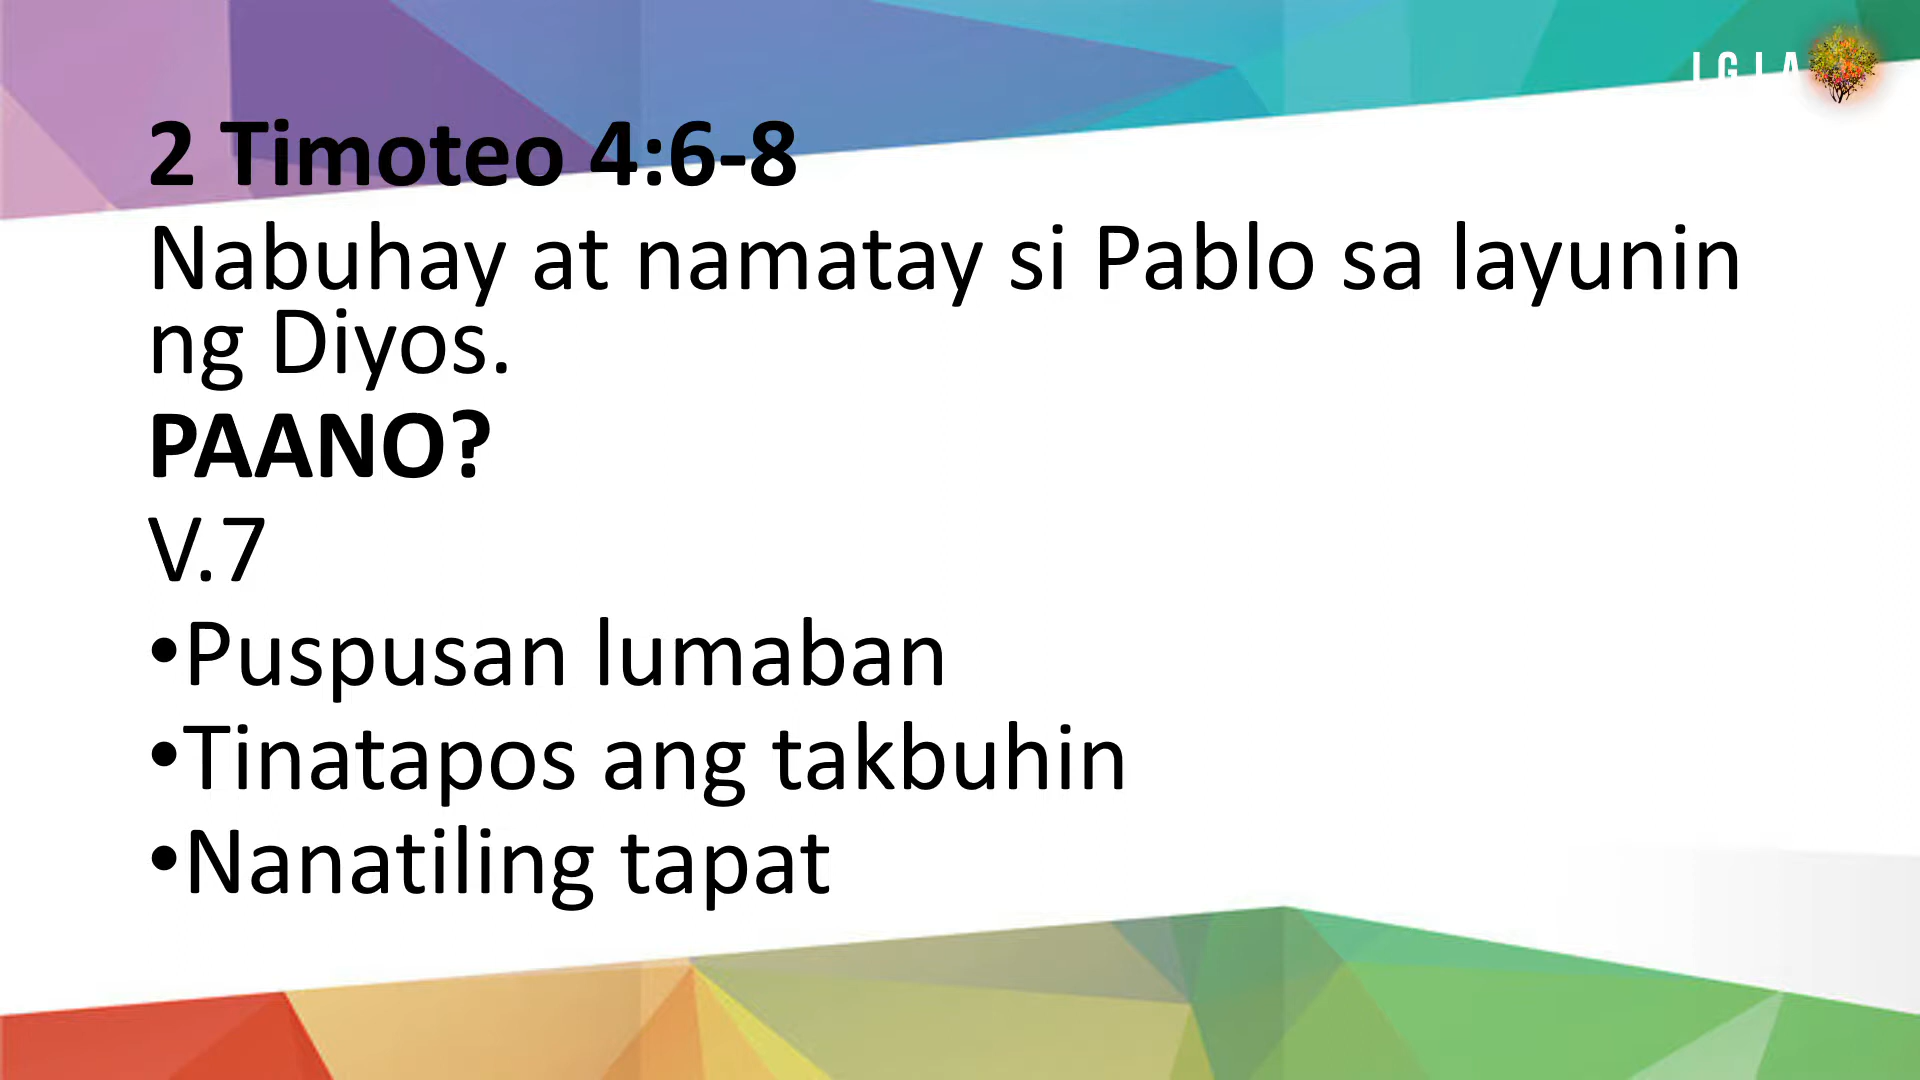 IGIA
2 Timoteo 4:6-8
Nabuhay at namatay si Pablo sa layunin
ng Diyos.
PAANO?
V.7
•Puspusan lumaban
•Tinatapos ang takbuhin
•Nanatiling tapat